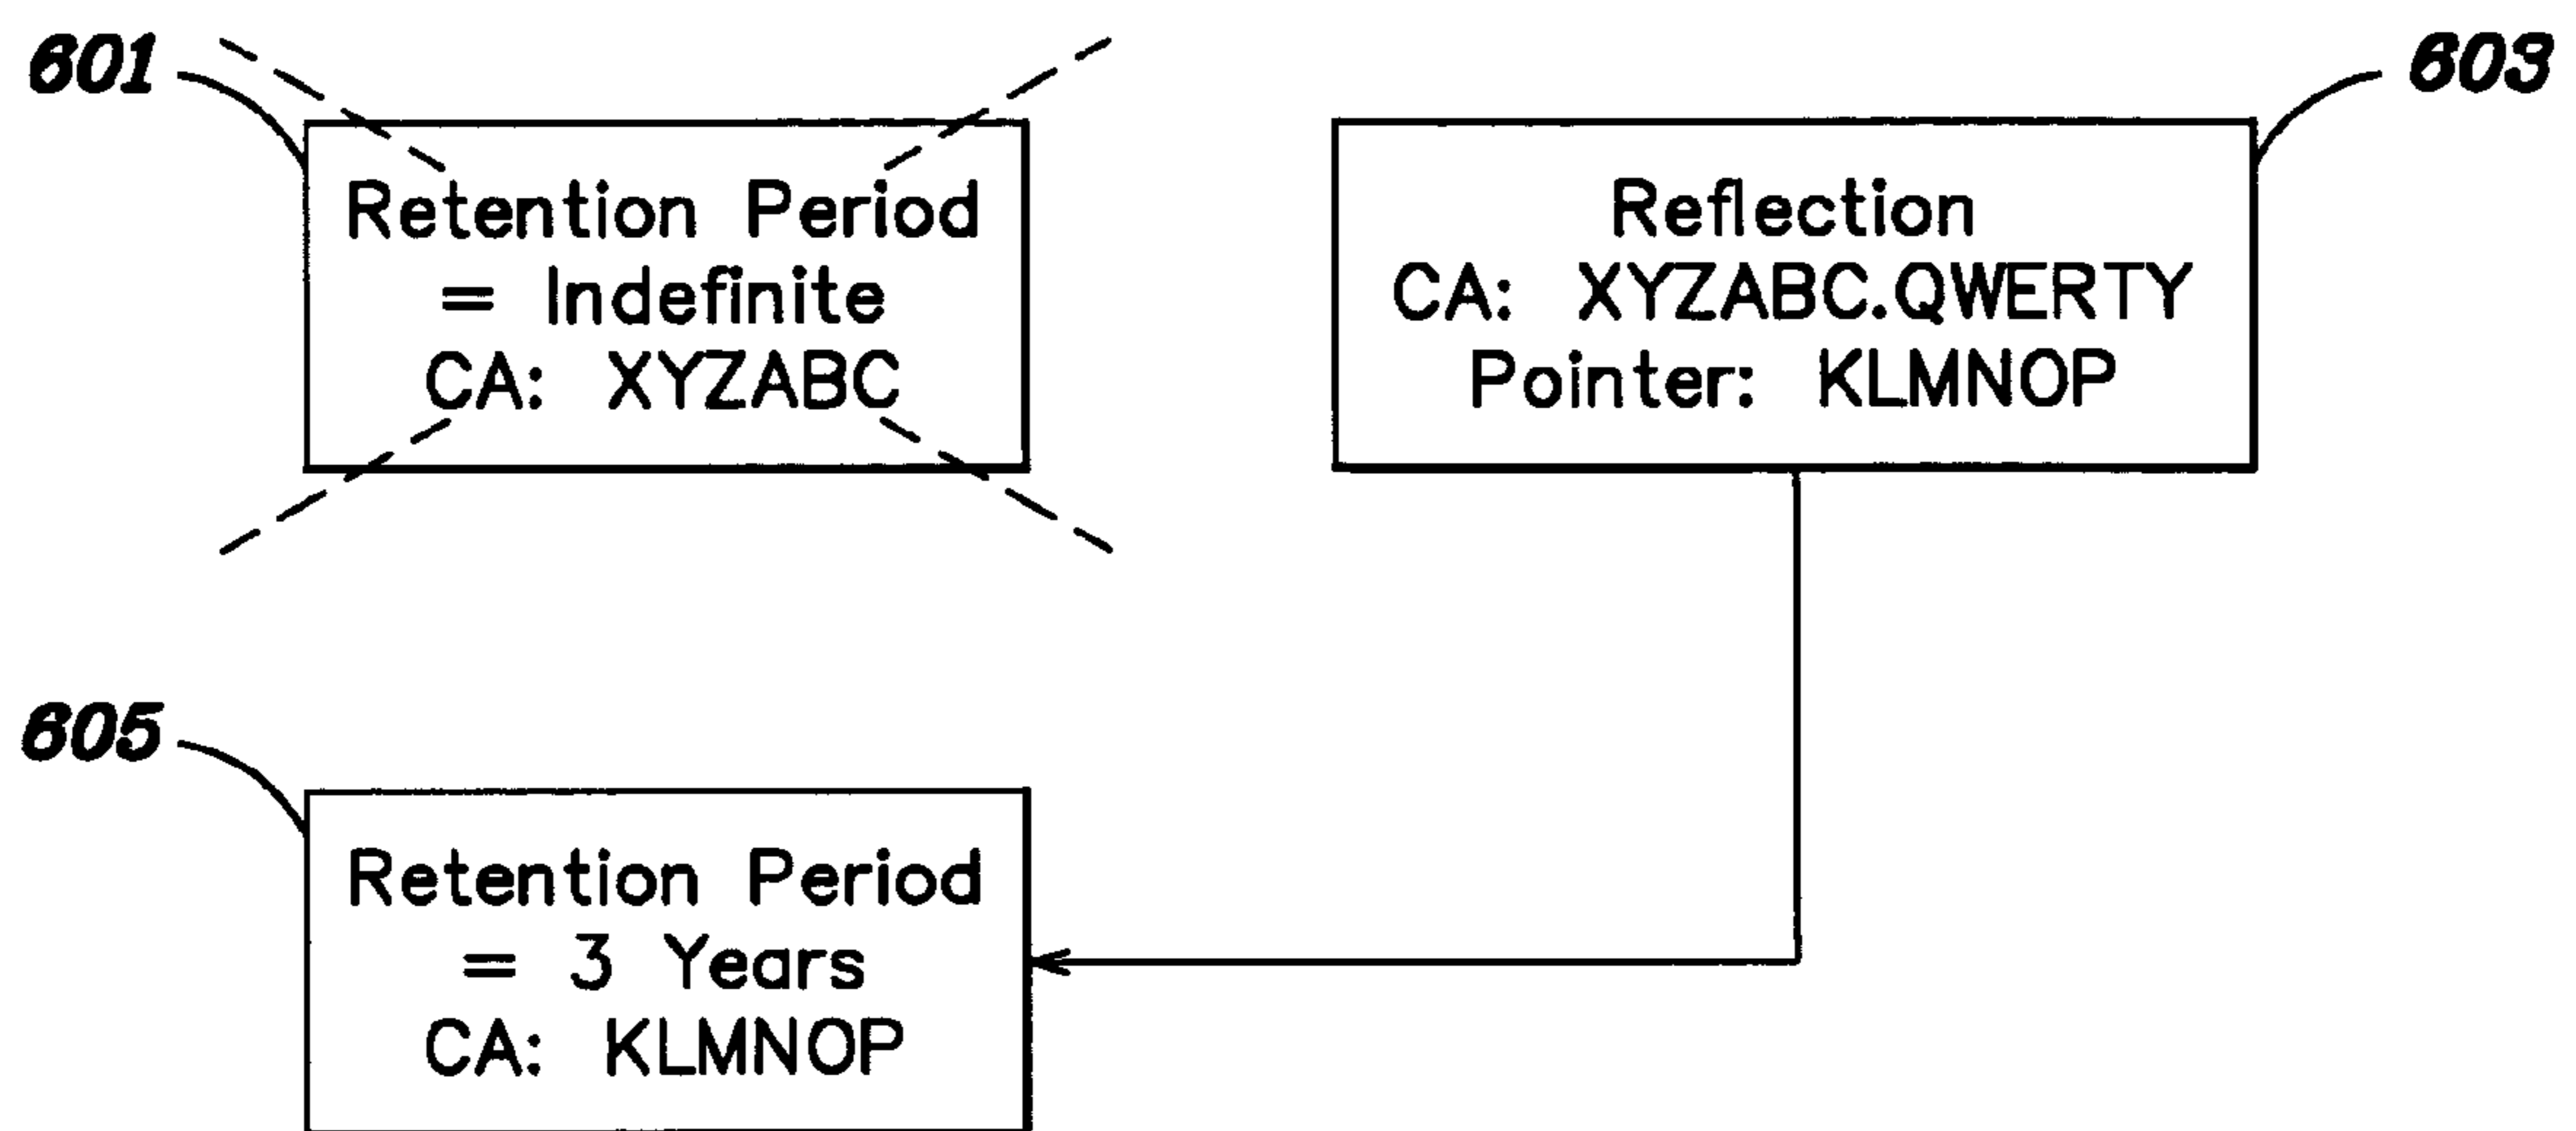 601
Retention Period
= Indefinite
CA: XYZABC
603
Reflection
CA: XYZABC.QWERTY
Pointer: KLMNOP
605
Retention Period
= 3 Years
CA: KLMNOP